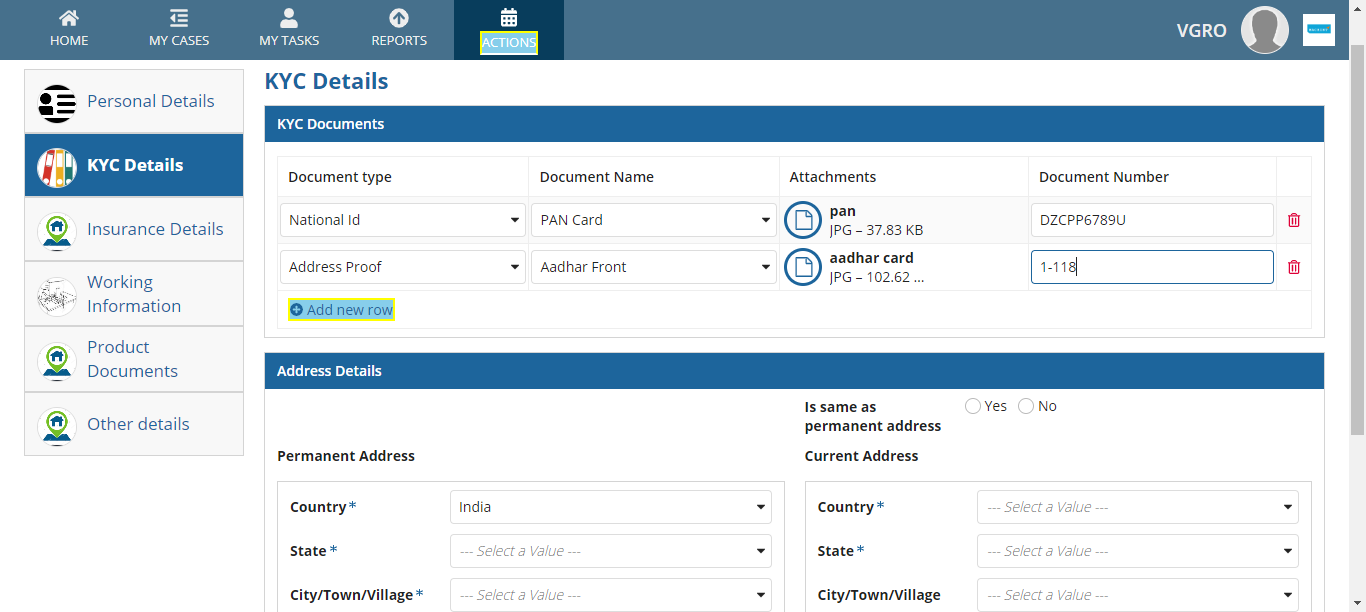 HOME
MY CASES
MY TASKS
REPORTS
ACTIONS
VGRO
Personal Details
KYC Details
Insurance Details
Working
Information
Product
Documents
Other details
KYC Details
KYC Documents
Document type Document Name Attachments Document Number
National Id PAN Card pan DZCPP6789U
JPG – 37.83 KB
Address Proof Aadhar Front aadhar card 1-118
JPG – 102.62 ...
Add new row
Address Details
Is same as
permanent address
Yes No
Permanent Address
Country* India
State* --- Select a Value ---
City/Town/Village* --- Select a Value ---
Current Address
Country* --- Select a Value ---
State* --- Select a Value ---
City/Town/Village --- Select a Value ---